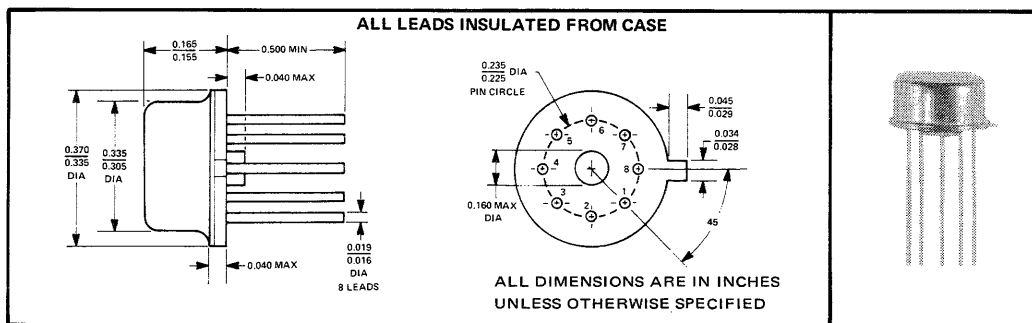 ALL LEADS INSULATED FROM CASE
0.165
0.155
0.500 MIN
0.040 MAX
0.370
0.335
DIA
0.335
0.305
DIA
0.040 MAX
0.019
0.016
DIA
8 LEADS
0.235
0.225
DIA
PIN CIRCLE
0.045
0.029
0.034
0.028
6
5
7
4
8
3
1
2
0.160 MAX
DIA
45
ALL DIMENSIONS ARE IN INCHES
UNLESS OTHERWISE SPECIFIED